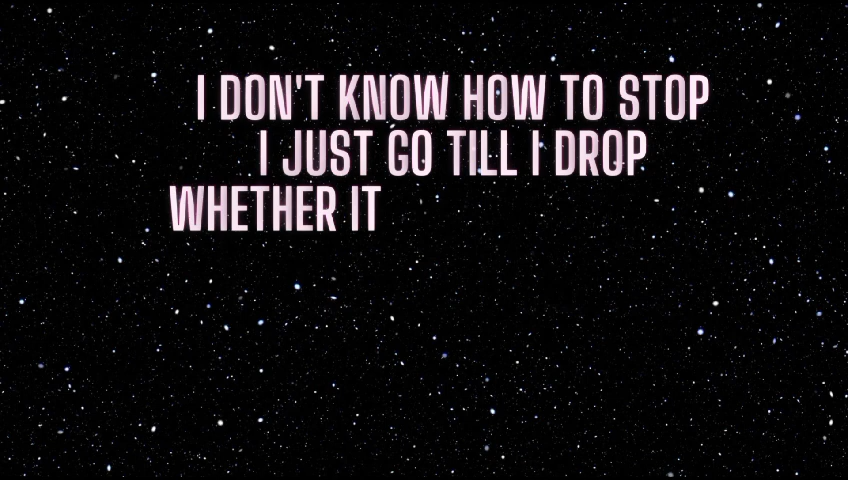 I DON'T KNOW HOW TO STOP
I JUST GO TILL I DROP
WHETHER IT